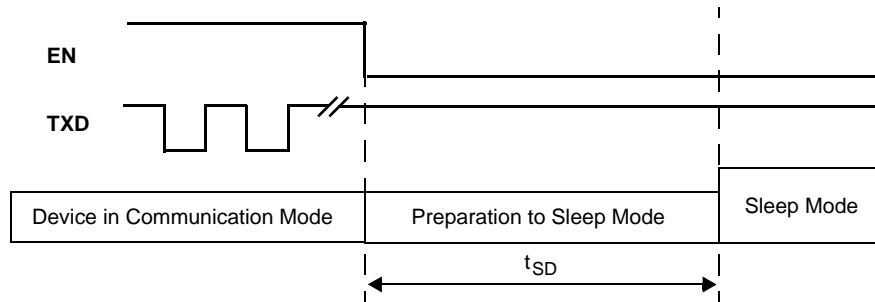 EN
TXD
Device in Communication Mode
Preparation to Sleep Mode
Sleep Mode
tSD